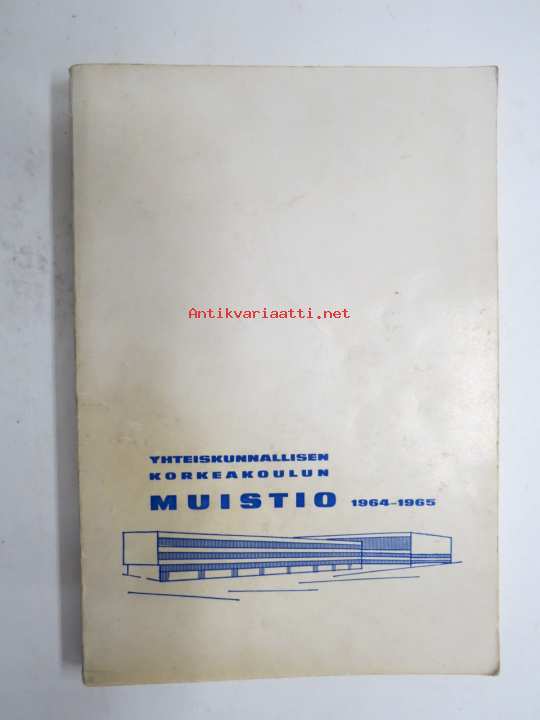 Antikvariaatti.net
YHTEISKUNNALLISEN
KORKEAKOULUN
MUISTIO 1964-1965